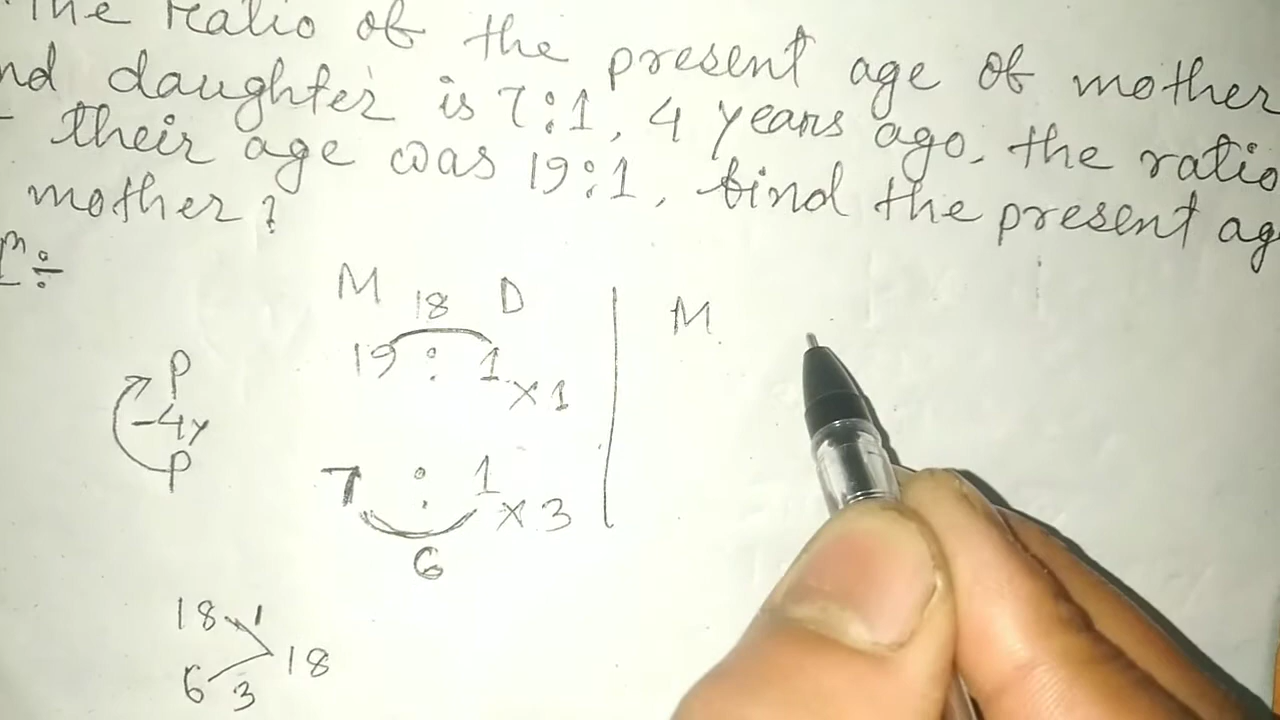 The ratio of the present age of mother
nd daughter is 7:1, 4 years ago, the ratio
their age was 19:1, find the present ag
mother?
M 18 D
M
19 : 1 ×1
P
-4y
P
7 : 1 ×3
6
18 1
18
6 3